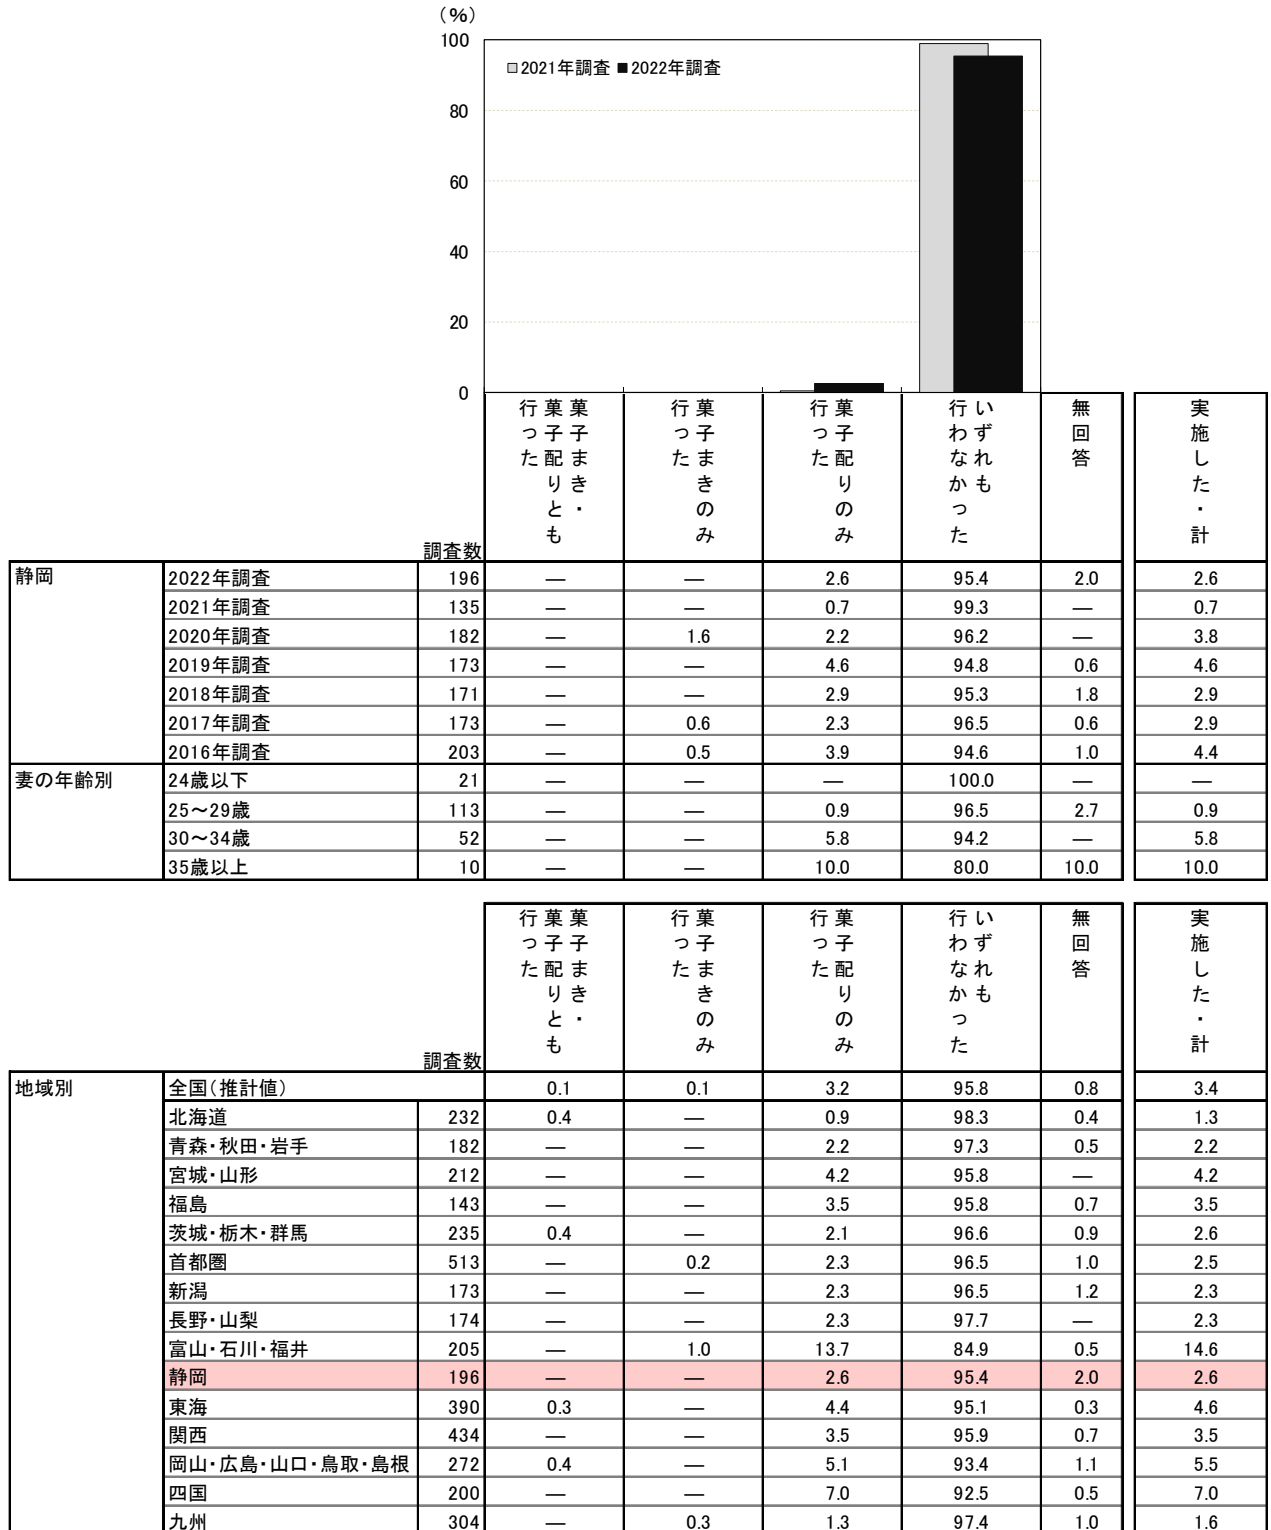 (%)
100
□2021年調査 ■2022年調査
80
60
40
20
0
菓子まき・菓子配りとも行った 菓子まきのみ行った 菓子配りのみ行った いずれも行わなかった 無回答 実施した・計
調査数
静岡 2022年調査 196 — — 2.6 95.4 2.0 2.6
2021年調査 135 — — 0.7 99.3 — 0.7
2020年調査 182 — 1.6 2.2 96.2 — 3.8
2019年調査 173 — — 4.6 94.8 0.6 4.6
2018年調査 171 — — 2.9 95.3 1.8 2.9
2017年調査 173 — 0.6 2.3 96.5 0.6 2.9
2016年調査 203 — 0.5 3.9 94.6 1.0 4.4
妻の年齢別 24歳以下 21 — — — 100.0 — —
25～29歳 113 — — 0.9 96.5 2.7 0.9
30～34歳 52 — — 5.8 94.2 — 5.8
35歳以上 10 — — 10.0 80.0 10.0 10.0
菓子まき・菓子配りとも行った 菓子まきのみ行った 菓子配りのみ行った いずれも行わなかった 無回答 実施した・計
調査数
地域別 全国(推計値) 0.1 0.1 3.2 95.8 0.8 3.4
北海道 232 0.4 — 0.9 98.3 0.4 1.3
青森・秋田・岩手 182 — — 2.2 97.3 0.5 2.2
宮城・山形 212 — — 4.2 95.8 — 4.2
福島 143 — — 3.5 95.8 0.7 3.5
茨城・栃木・群馬 235 0.4 — 2.1 96.6 0.9 2.6
首都圏 513 — 0.2 2.3 96.5 1.0 2.5
新潟 173 — — 2.3 96.5 1.2 2.3
長野・山梨 174 — — 2.3 97.7 — 2.3
富山・石川・福井 205 — 1.0 13.7 84.9 0.5 14.6
静岡 196 — — 2.6 95.4 2.0 2.6
東海 390 0.3 — 4.4 95.1 0.3 4.6
関西 434 — — 3.5 95.9 0.7 3.5
岡山・広島・山口・鳥取・島根 272 0.4 — 5.1 93.4 1.1 5.5
四国 200 — — 7.0 92.5 0.5 7.0
九州 304 — 0.3 1.3 97.4 1.0 1.6